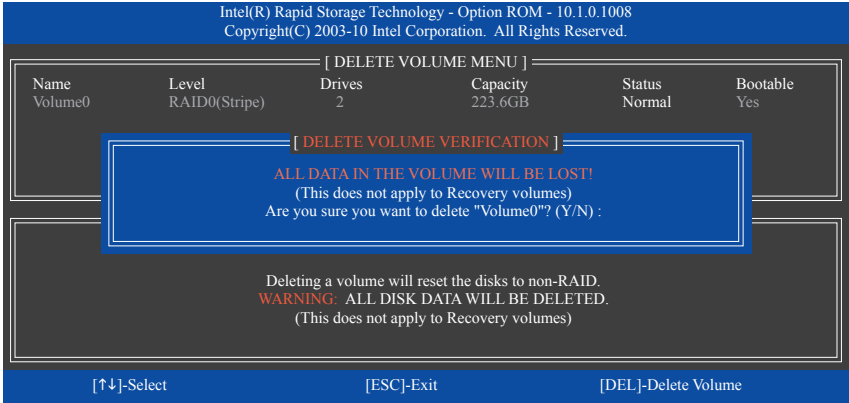 Intel(R) Rapid Storage Technology - Option ROM - 10.1.0.1008
Copyright(C) 2003-10 Intel Corporation.  All Rights Reserved.
[ DELETE VOLUME MENU ]
Name Level Drives Capacity Status Bootable
Volume0 RAID0(Stripe) 2 223.6GB Normal Yes
[ DELETE VOLUME VERIFICATION ]
ALL DATA IN THE VOLUME WILL BE LOST!
(This does not apply to Recovery volumes)
Are you sure you want to delete "Volume0"? (Y/N) :
Deleting a volume will reset the disks to non-RAID.
WARNING:  ALL DISK DATA WILL BE DELETED.
(This does not apply to Recovery volumes)
[↑↓]-Select [ESC]-Exit [DEL]-Delete Volume